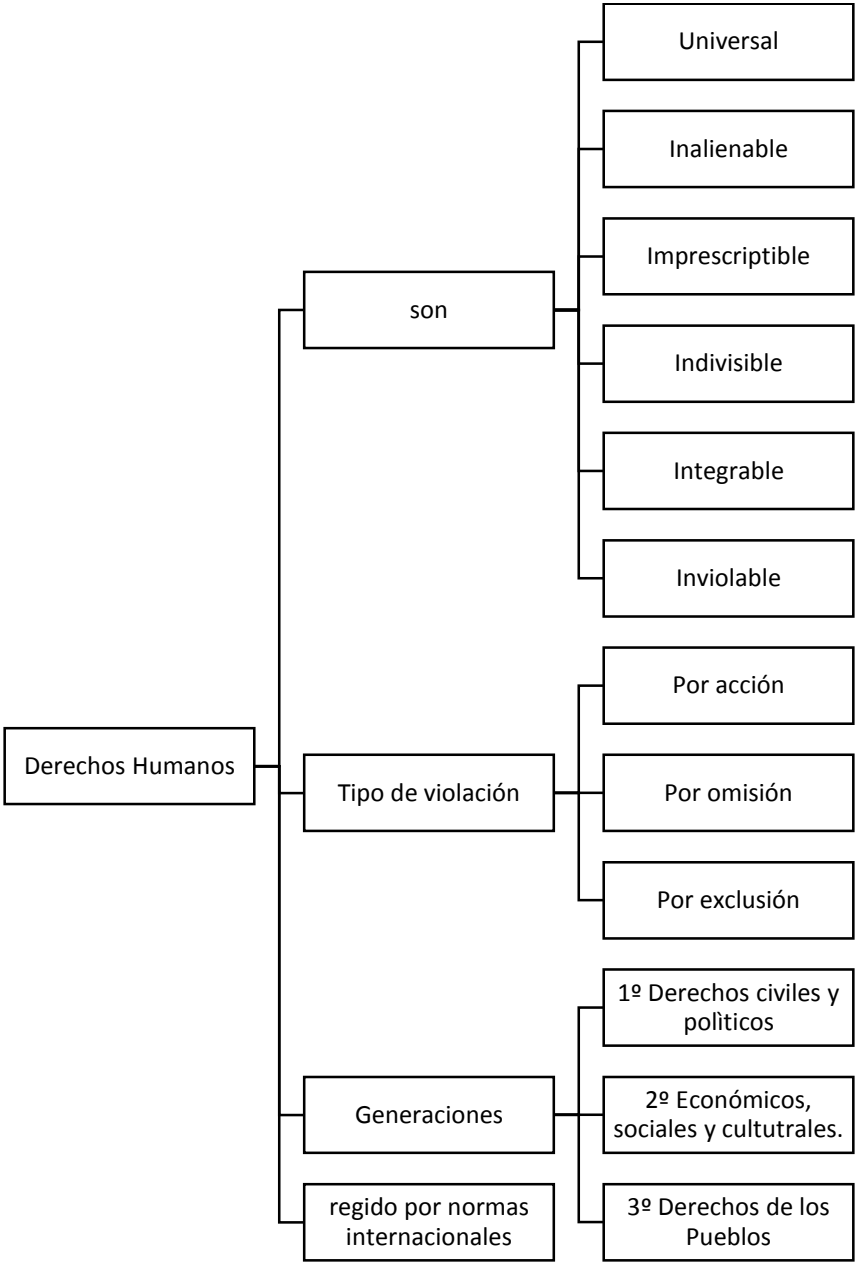 Derechos Humanos
son
Universal
Inalienable
Imprescriptible
Indivisible
Integrable
Inviolable
Tipo de violación
Por acción
Por omisión
Por exclusión
Generaciones
1º Derechos civiles y
polìticos
2º Económicos,
sociales y cultutrales.
3º Derechos de los
Pueblos
regido por normas
internacionales